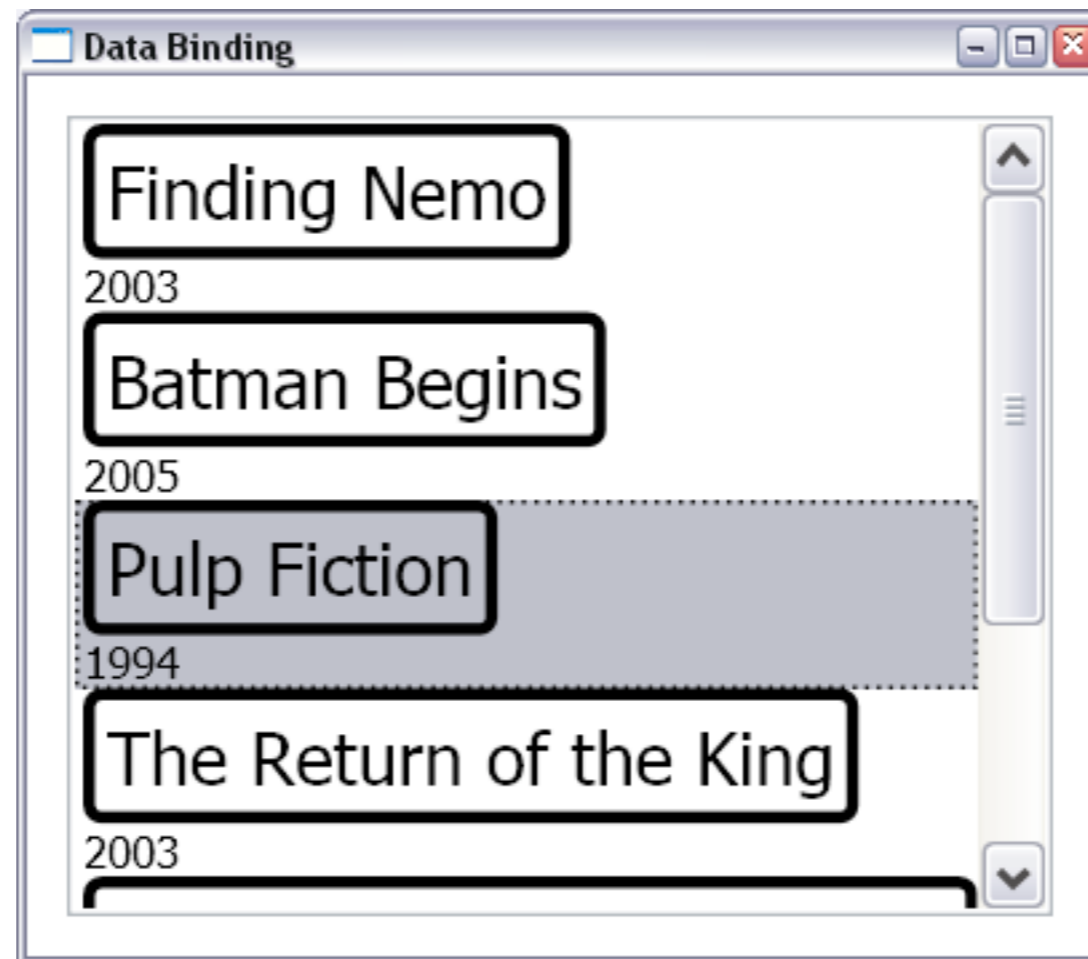 Data Binding
Finding Nemo
2003
Batman Begins
2005
Pulp Fiction
1994
The Return of the King
2003